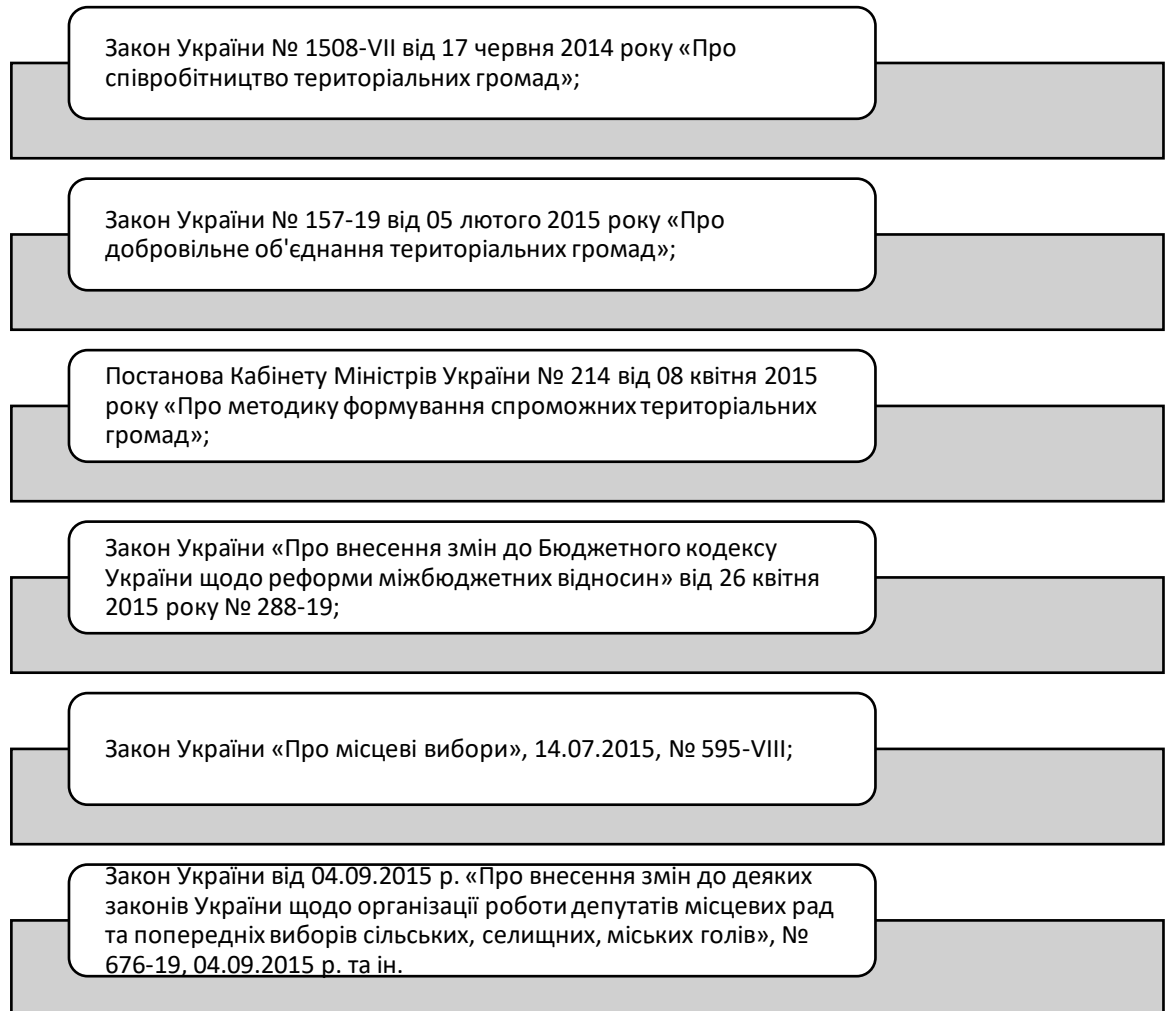 Закон України № 1508-VII від 17 червня 2014 року «Про
співробітництво територіальних громад»;
Закон України № 157-19 від 05 лютого 2015 року «Про
добровільне об'єднання територіальних громад»;
Постанова Кабінету Міністрів України № 214 від 08 квітня 2015
року «Про методику формування спроможних територіальних
громад»;
Закон України «Про внесення змін до Бюджетного кодексу
України щодо реформи міжбюджетних відносин» від 26 квітня
2015 року № 288-19;
Закон України «Про місцеві вибори», 14.07.2015, № 595-VIII;
Закон України від 04.09.2015 р. «Про внесення змін до деяких
законів України щодо організації роботи депутатів місцевих рад
та попередніх виборів сільських, селищних, міських голів», №
676-19, 04.09.2015 р. та ін.